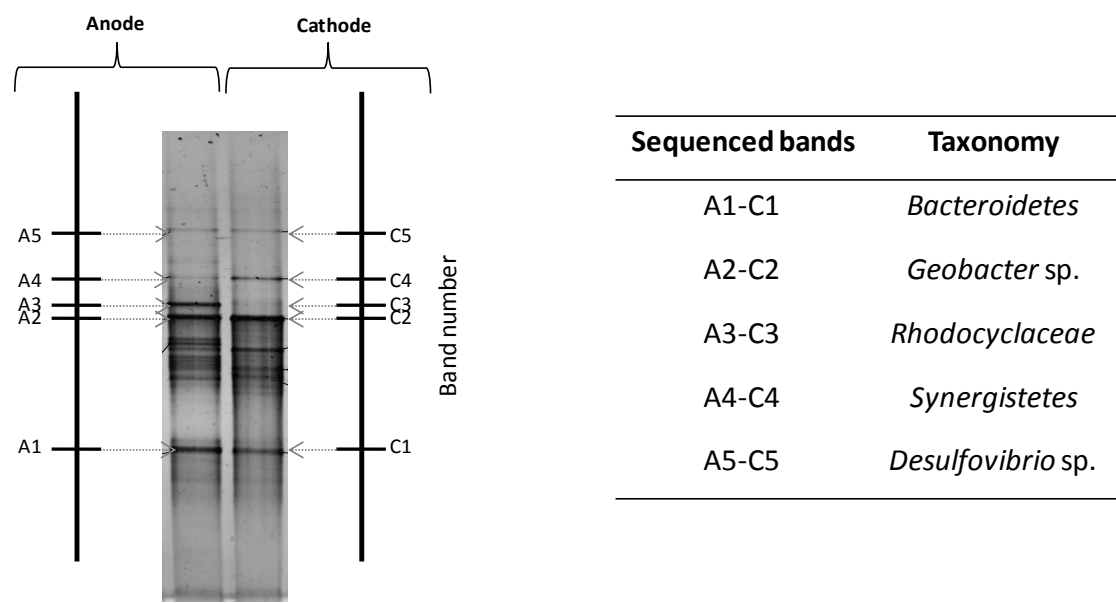 Anode
Cathode
A5
A4
A3
A2
A1
C5
C4
C3
C2
C1
Band number
Sequenced bands Taxonomy
A1-C1 Bacteroidetes
A2-C2 Geobacter sp.
A3-C3 Rhodocyclaceae
A4-C4 Synergistetes
A5-C5 Desulfovibrio sp.